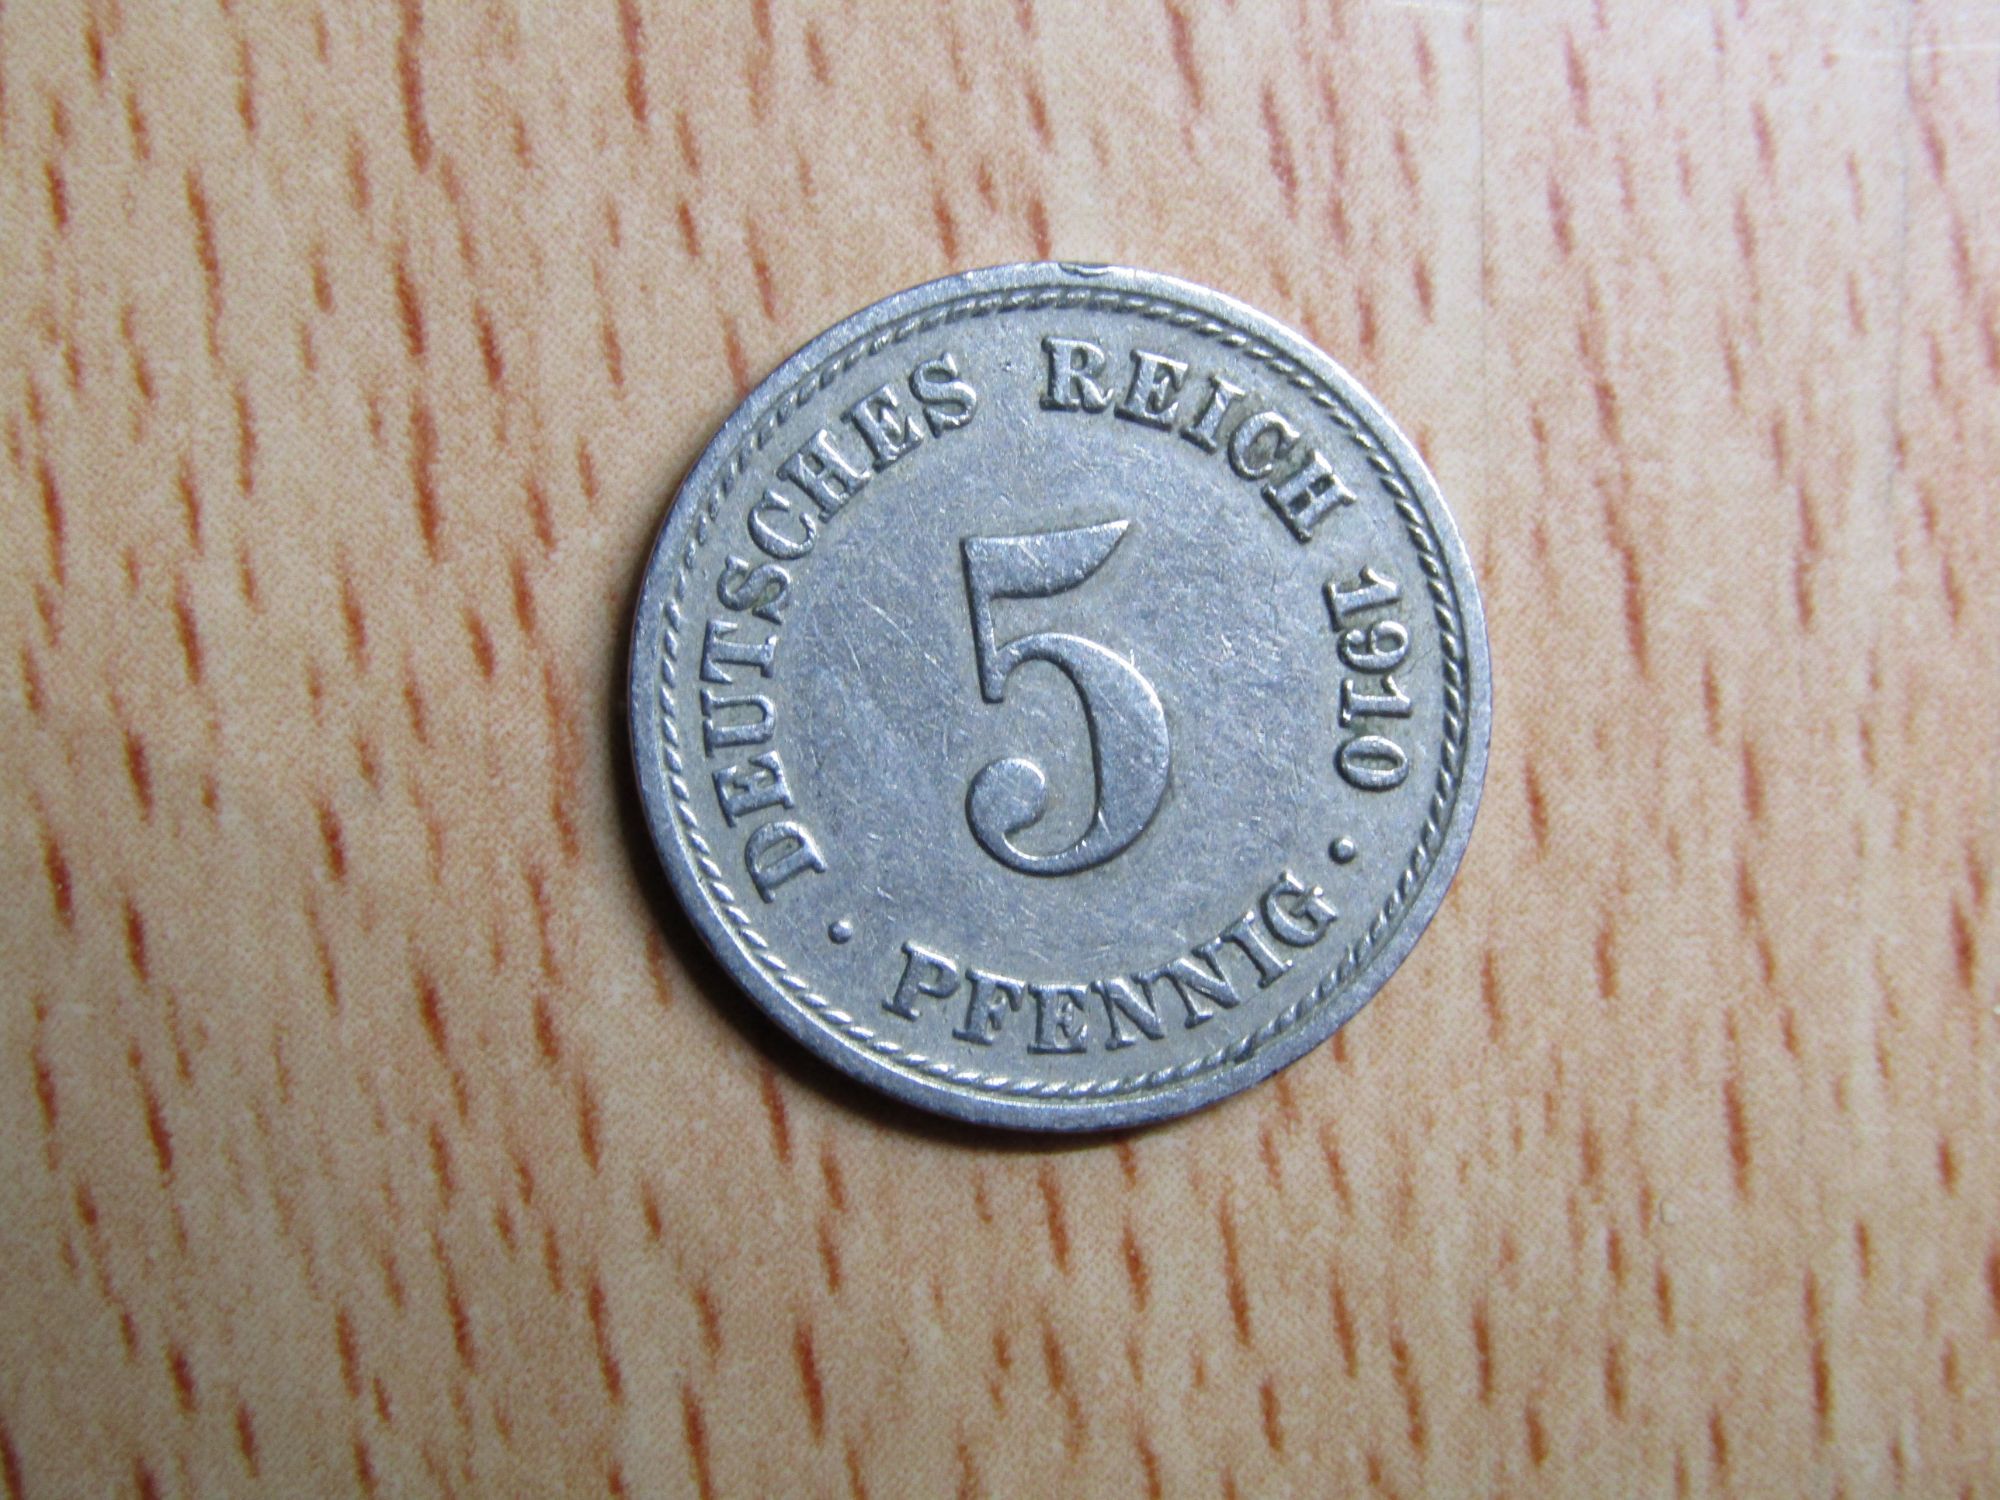 DEUTSCHES REICH 1910
5
· PFENNIG ·